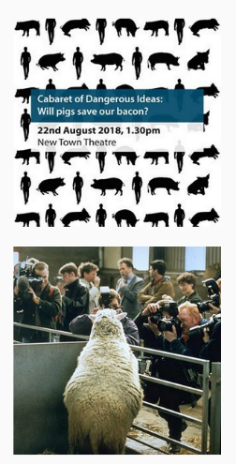 Cabaret of Dangerous Ideas:
Will pigs save our bacon?
22nd August 2018, 1.30pm
New Town Theatre